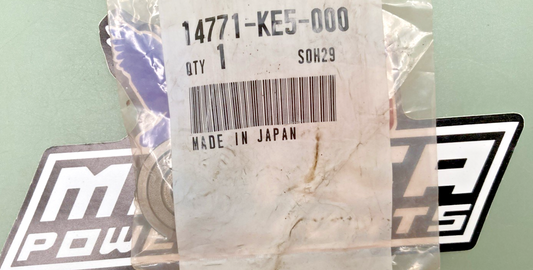 14771-KE5-000
QTY 1 SOH29
MADE IN JAPAN